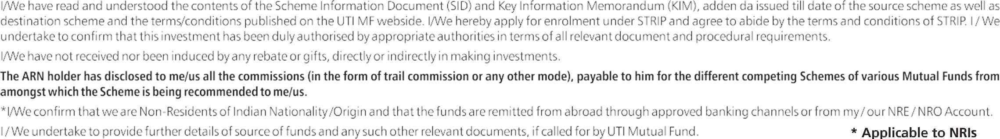 I/We have read and understood the contents of the Scheme Information Document (SID) and Key Information Memorandum (KIM), adden da issued till date of the source scheme as well as
destination scheme and the terms/conditions published on the UTI MF webside. I/We hereby apply for enrolment under STRIP and agree to abide by the terms and conditions of STRIP. I / We
undertake to confirm that this investment has been duly authorised by appropriate authorities in terms of all relevant document and procedural requirements.
I/We have not received nor been induced by any rebate or gifts, directly or indirectly in making investments.
The ARN holder has disclosed to me/us all the commissions (in the form of trail commission or any other mode), payable to him for the different competing Schemes of various Mutual Funds from
amongst which the Scheme is being recommended to me/us.
*I/We confirm that we are Non-Residents of Indian Nationality/Origin and that the funds are remitted from abroad through approved banking channels or from my/ our NRE / NRO Account.
I / We undertake to provide further details of source of funds and any such other relevant documents, if called for by UTI Mutual Fund. * Applicable to NRIs